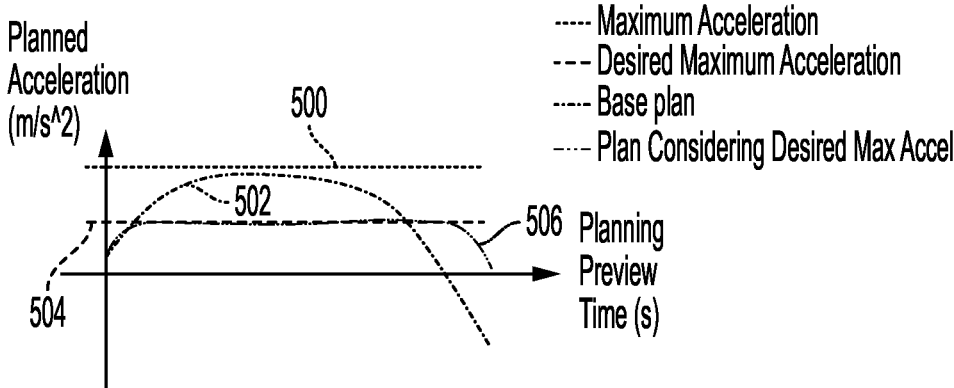 Planned
Acceleration
(m/s^2)
Maximum Acceleration
Desired Maximum Acceleration
Base plan
Plan Considering Desired Max Accel
500
502
504
506
Planning
Preview
Time (s)